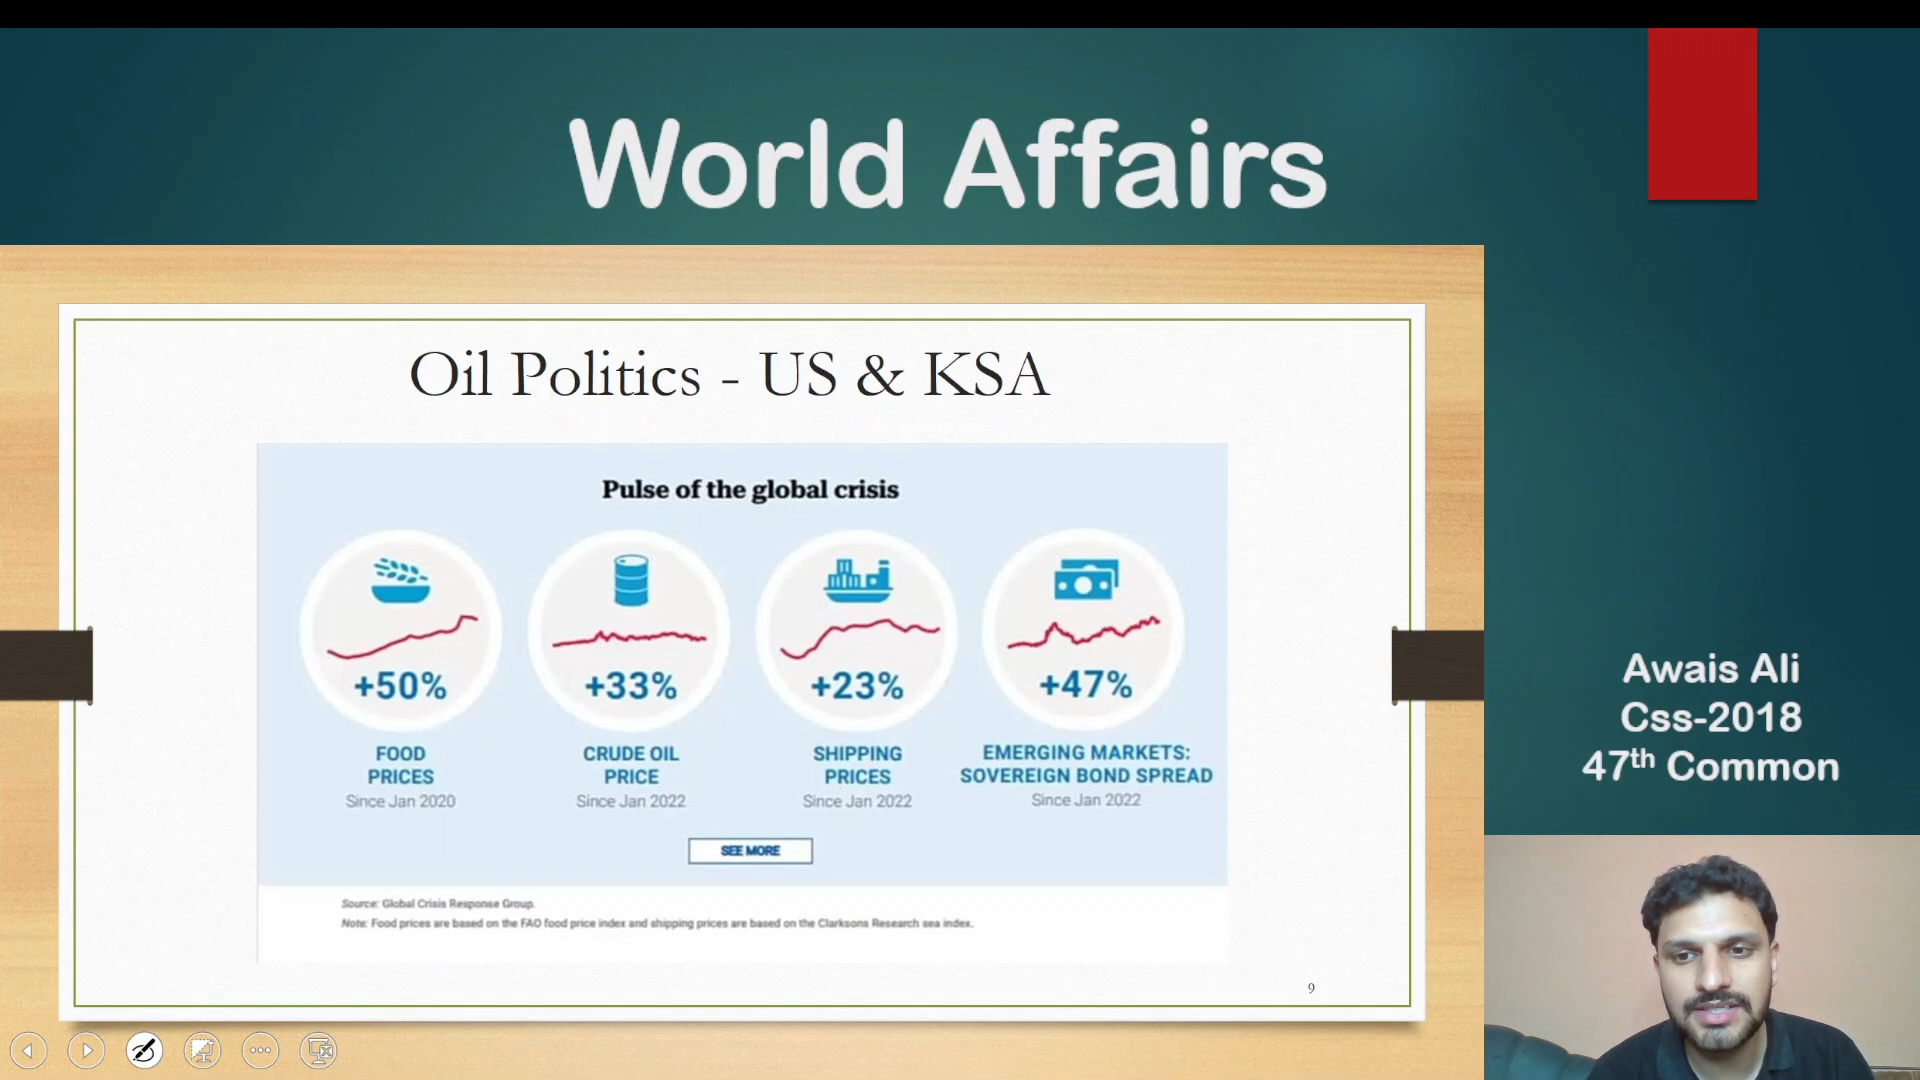 World Affairs
Oil Politics - US & KSA
Pulse of the global crisis
+50%
+33%
+23%
+47%
FOOD
PRICES
Since Jan 2020
CRUDE OIL
PRICE
Since Jan 2022
SHIPPING
PRICES
Since Jan 2022
EMERGING MARKETS:
SOVEREIGN BOND SPREAD
Since Jan 2022
SEE MORE
Source: Global Crisis Response Group.
Note: Food prices are based on the FAO food price index and shipping prices are based on the Clarksons Research sea index.
9
Awais Ali
Css-2018
47th Common